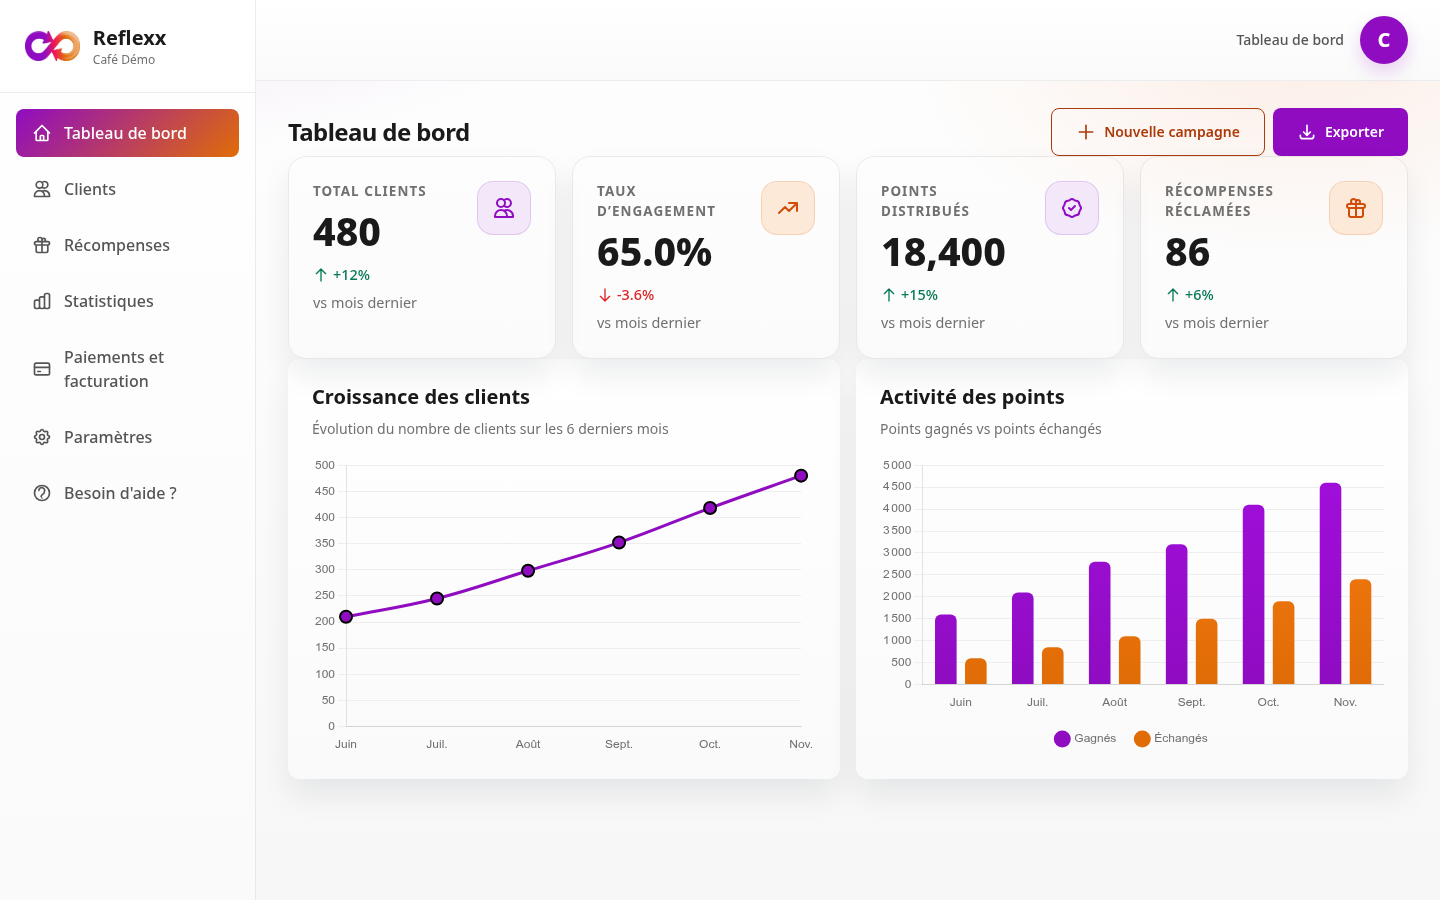 Reflexx
Café Démo
Tableau de bord
Clients
Récompenses
Statistiques
Paiements et
facturation
Paramètres
Besoin d'aide ?
Tableau de bord
C
Tableau de bord
Nouvelle campagne
Exporter
TOTAL CLIENTS
480
+12%
vs mois dernier
TAUX
D’ENGAGEMENT
65.0%
-3.6%
vs mois dernier
POINTS
DISTRIBUÉS
18,400
+15%
vs mois dernier
RÉCOMPENSES
RÉCLAMÉES
86
+6%
vs mois dernier
Croissance des clients
Évolution du nombre de clients sur les 6 derniers mois
500
450
400
350
300
250
200
150
100
50
0
Juin Juil. Août Sept. Oct. Nov.
Activité des points
Points gagnés vs points échangés
5 000
4 500
4 000
3 500
3 000
2 500
2 000
1 500
1 000
500
0
Juin Juil. Août Sept. Oct. Nov.
Gagnés Échangés